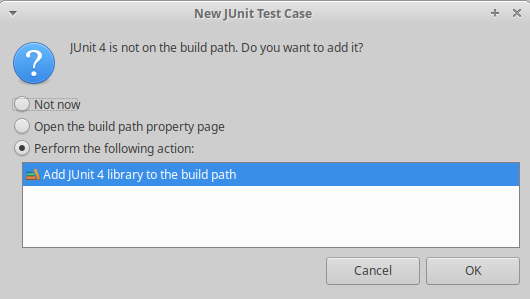 New JUnit Test Case
JUnit 4 is not on the build path. Do you want to add it?
Not now
Open the build path property page
Perform the following action:
Add JUnit 4 library to the build path
Cancel
OK